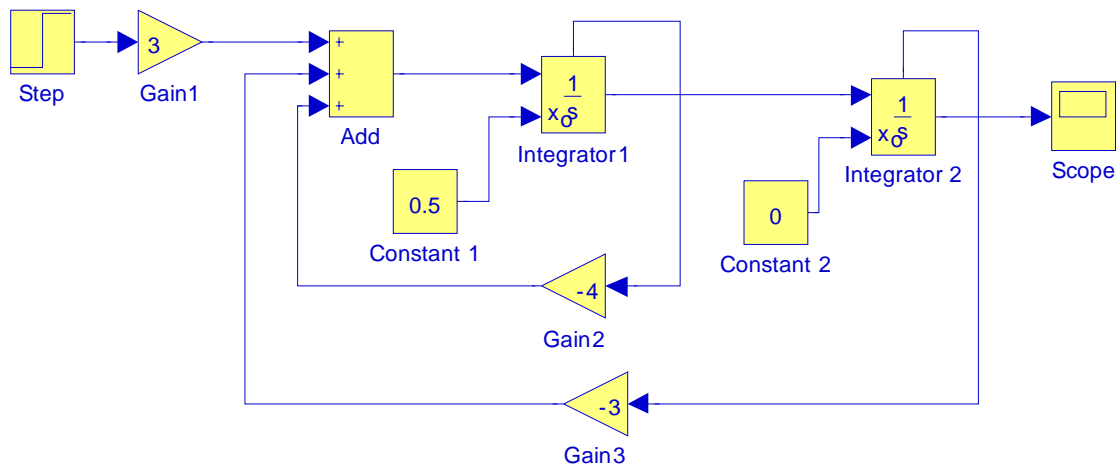 Step
3
Gain1
+
+
+
Add
1
s
xo
Integrator1
0.5
Constant 1
-4
Gain2
1
s
xo
Integrator 2
0
Constant 2
Scope
-3
Gain3